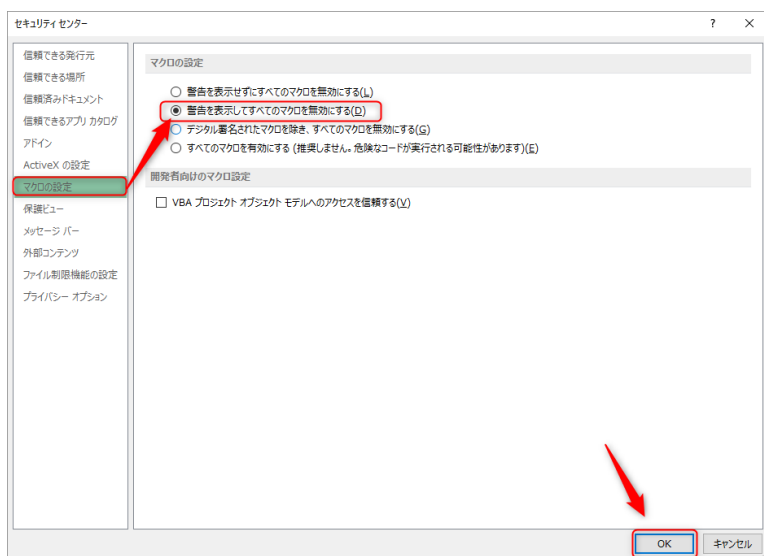 セキュリティ センター
? ×
信頼できる発行元
信頼できる場所
信頼済みドキュメント
信頼できるアプリ カタログ
アドイン
ActiveX の設定
マクロの設定
保護ビュー
メッセージ バー
外部コンテンツ
ファイル制限機能の設定
プライバシー オプション
マクロの設定
警告を表示せずにすべてのマクロを無効にする(L)
警告を表示してすべてのマクロを無効にする(D)
デジタル署名されたマクロを除き、すべてのマクロを無効にする(G)
すべてのマクロを有効にする (推奨しません。危険なコードが実行される可能性があります)(E)
開発者向けのマクロ設定
VBA プロジェクト オブジェクト モデルへのアクセスを信頼する(V)
OK
キャンセル